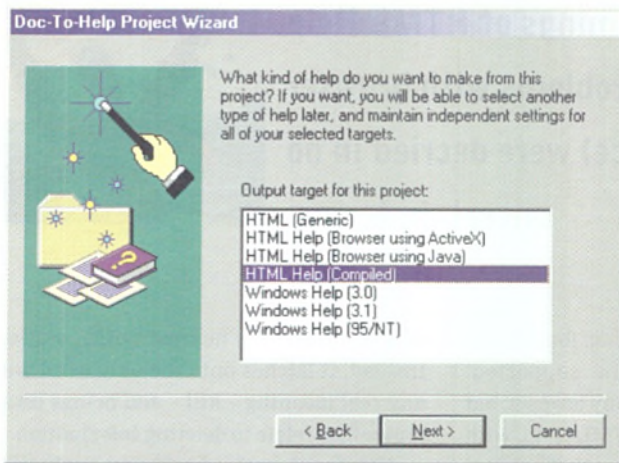 Doc-To-Help Project Wizard
What kind of help do you want to make from this
project? If you want, you will be able to select another
type of help later, and maintain independent settings for
all of your selected targets.
Output target for this project:
HTML (Generic)
HTML Help (Browser using ActiveX)
HTML Help (Browser using Java)
HTML Help (Compiled)
Windows Help (3.0)
Windows Help (3.1)
Windows Help (95/NT)
?
< Back
Next >
Cancel